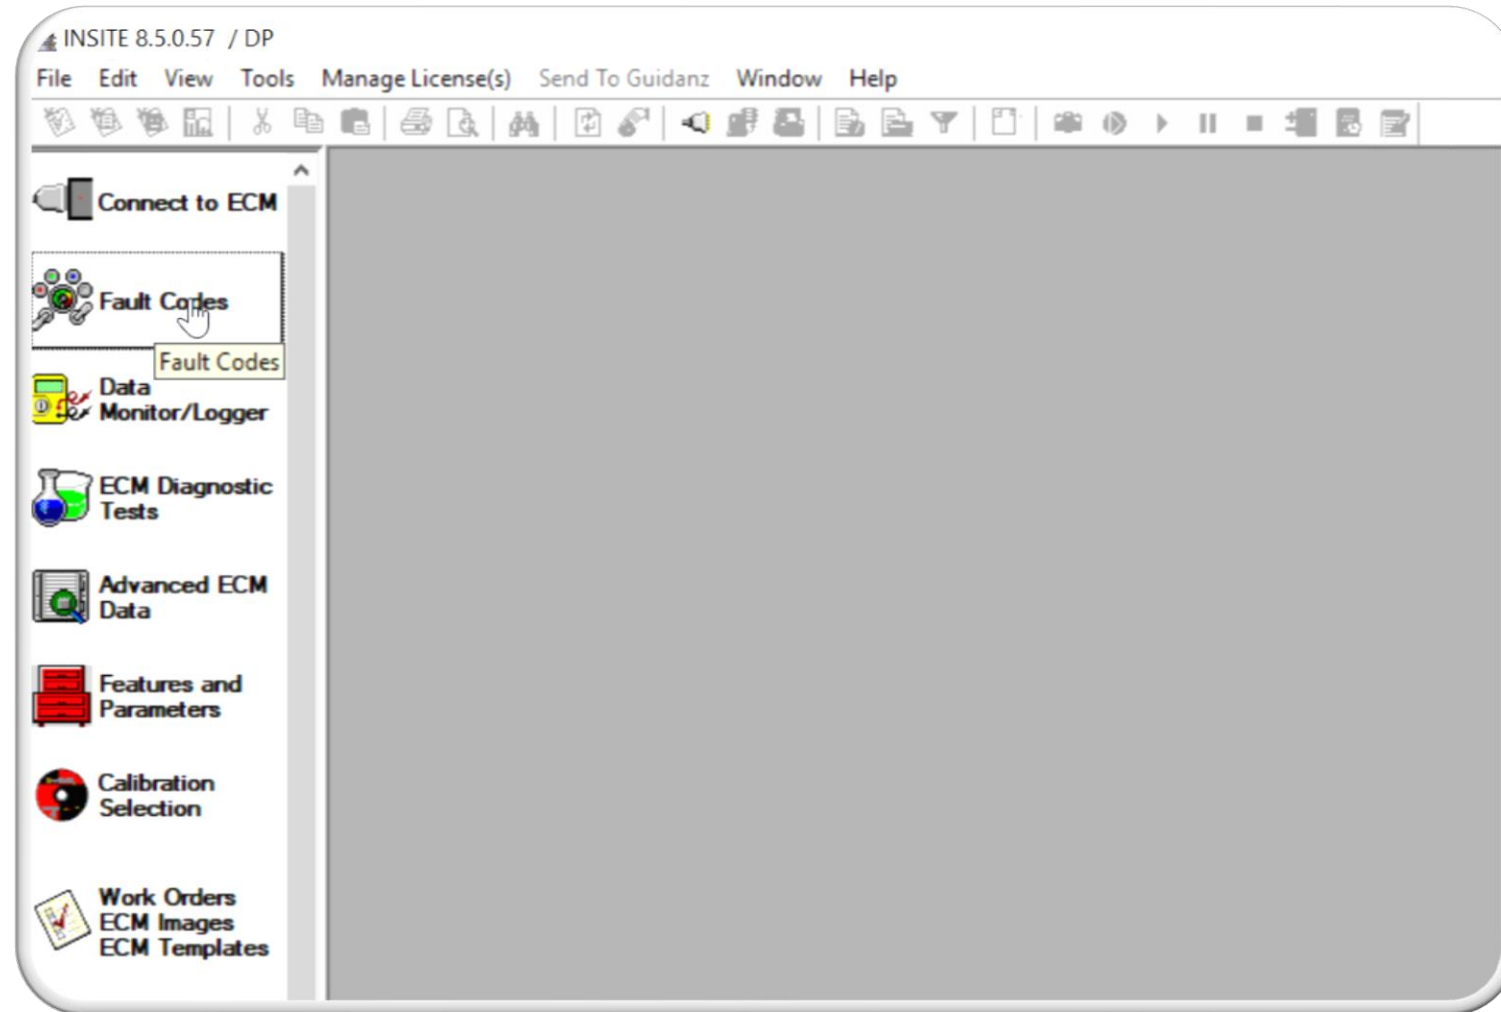 INSITE 8.5.0.57 / DP
File Edit View Tools Manage License(s) Send To Guidanz Window Help
Connect to ECM
Fault Codes
Fault Codes
Data
Monitor/Logger
ECM Diagnostic
Tests
Advanced ECM
Data
Features and
Parameters
Calibration
Selection
Work Orders
ECM Images
ECM Templates